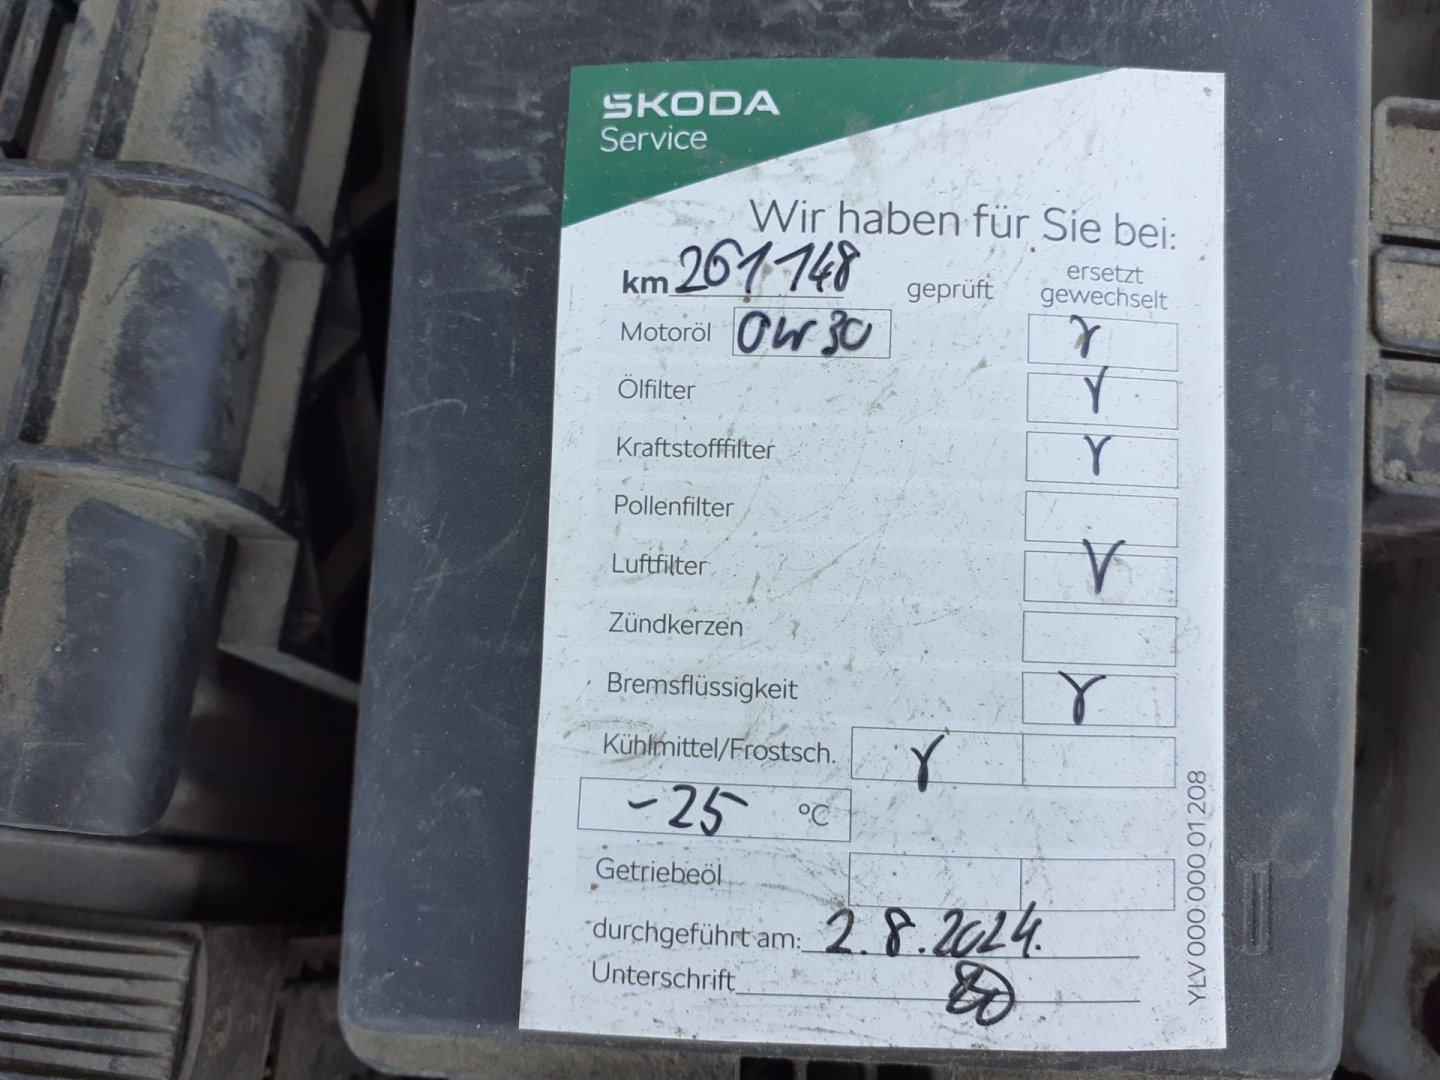 SKODA
Service
Wir haben für Sie bei:
km 261148
geprüft
ersetzt
gewechselt
Motoröl 0W30
Ölfilter
Kraftstofffilter
Pollenfilter
Luftfilter
Zündkerzen
Bremsflüssigkeit
Kühlmittel/Frostsch.
-25 °C
Getriebeöl
durchgeführt am: 2.8.2024.
Unterschrift
YLV 000 000 01208